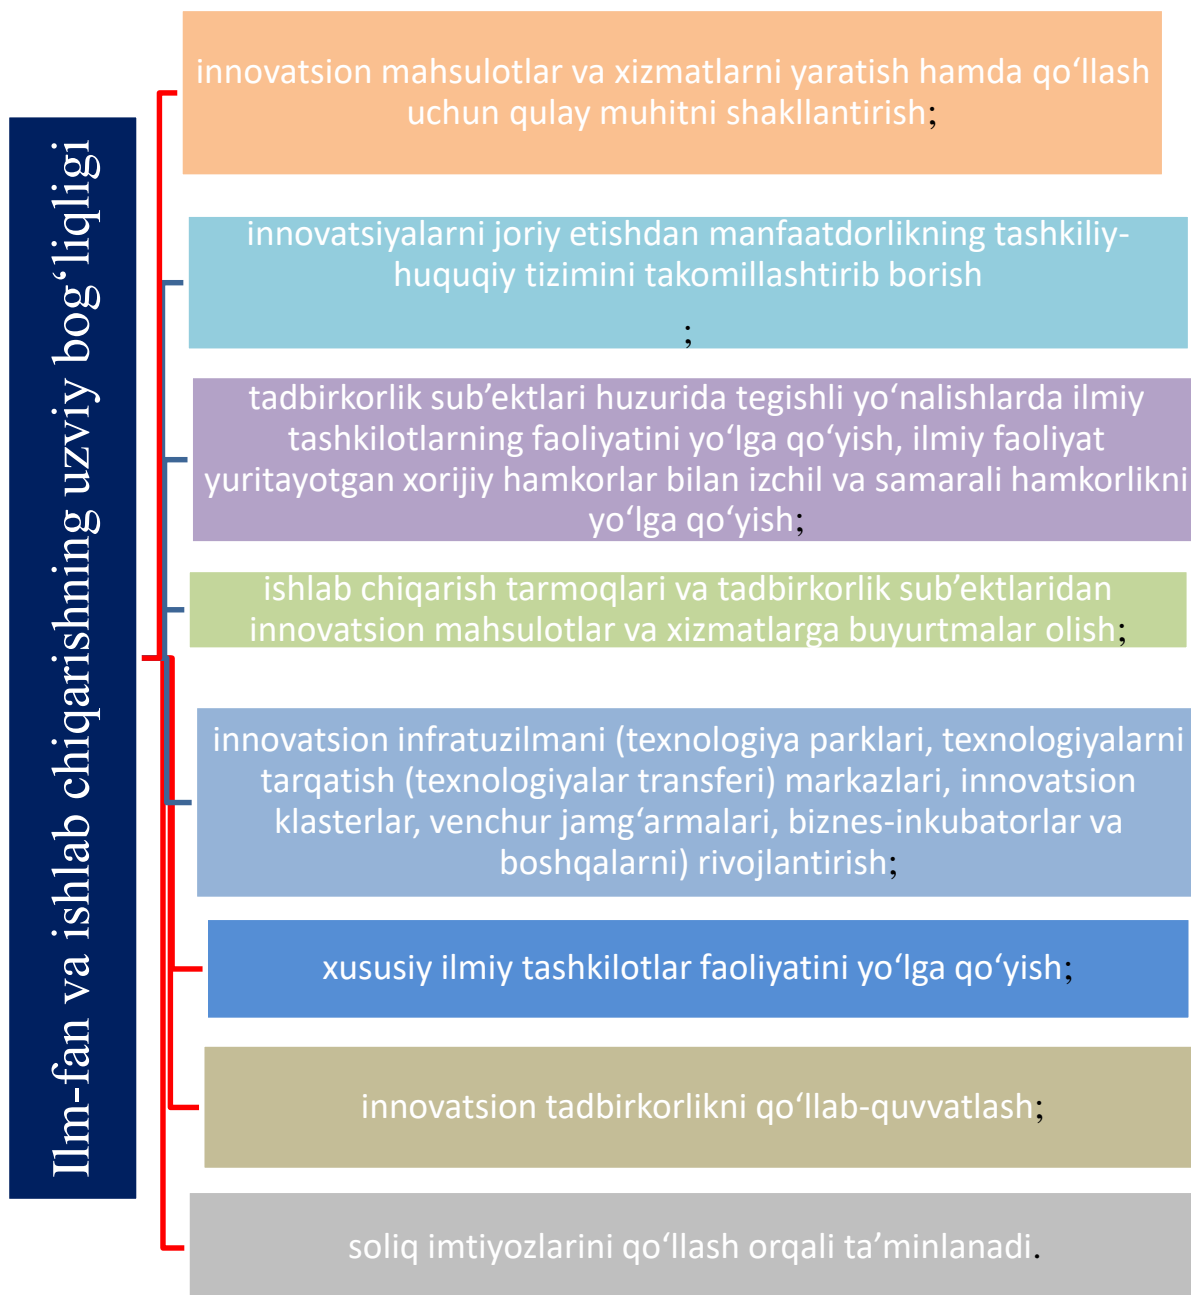 Ilm-fan va ishlab chiqarishning uzviy bog‘liqligi
innovatsion mahsulotlar va xizmatlarni yaratish hamda qo‘llash
uchun qulay muhitni shakllantirish;
innovatsiyalarni joriy etishdan manfaatdorlikning tashkiliy-
huquqiy tizimini takomillashtirib borish
;
tadbirkorlik sub’ektlari huzurida tegishli yo‘nalishlarda ilmiy
tashkilotlarning faoliyatini yo‘lga qo‘yish, ilmiy faoliyat
yuritayotgan xorijiy hamkorlar bilan izchil va samarali hamkorlikni
yo‘lga qo‘yish;
ishlab chiqarish tarmoqlari va tadbirkorlik sub’ektlaridan
innovatsion mahsulotlar va xizmatlarga buyurtmalar olish;
innovatsion infratuzilmani (texnologiya parklari, texnologiyalarni
tarqatish (texnologiyalar transferi) markazlari, innovatsion
klasterlar, venchur jamg‘armalari, biznes-inkubatorlar va
boshqalarni) rivojlantirish;
xususiy ilmiy tashkilotlar faoliyatini yo‘lga qo‘yish;
innovatsion tadbirkorlikni qo‘llab-quvvatlash;
soliq imtiyozlarini qo‘llash orqali ta’minlanadi.